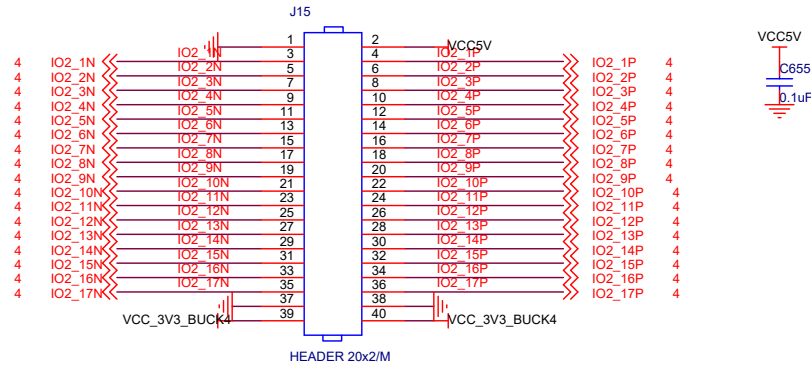 J15
1 2 VCC5V
4 IO2_1N IO2_1N 3 4 IO2_1P IO2_1P 4
4 IO2_2N IO2_2N 5 6 IO2_2P IO2_2P 4
4 IO2_3N IO2_3N 7 8 IO2_3P IO2_3P 4
4 IO2_4N IO2_4N 9 10 IO2_4P IO2_4P 4
4 IO2_5N IO2_5N 11 12 IO2_5P IO2_5P 4
4 IO2_6N IO2_6N 13 14 IO2_6P IO2_6P 4
4 IO2_7N IO2_7N 15 16 IO2_7P IO2_7P 4
4 IO2_8N IO2_8N 17 18 IO2_8P IO2_8P 4
4 IO2_9N IO2_9N 19 20 IO2_9P IO2_9P 4
4 IO2_10N IO2_10N 21 22 IO2_10P IO2_10P 4
4 IO2_11N IO2_11N 23 24 IO2_11P IO2_11P 4
4 IO2_12N IO2_12N 25 26 IO2_12P IO2_12P 4
4 IO2_13N IO2_13N 27 28 IO2_13P IO2_13P 4
4 IO2_14N IO2_14N 29 30 IO2_14P IO2_14P 4
4 IO2_15N IO2_15N 31 32 IO2_15P IO2_15P 4
4 IO2_16N IO2_16N 33 34 IO2_16P IO2_16P 4
4 IO2_17N IO2_17N 35 36 IO2_17P IO2_17P 4
37 38
VCC_3V3_BUCK4 39 40 VCC_3V3_BUCK4
HEADER 20x2/M
VCC5V
C655
0.1uF